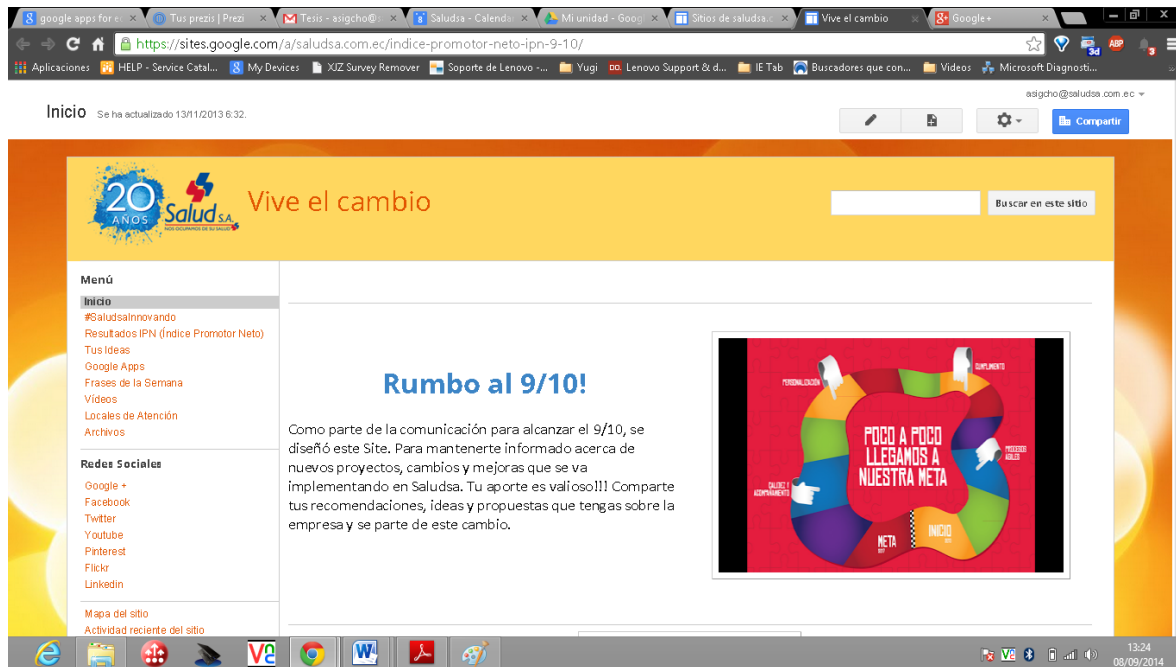 google apps for e
Tus prezis | Prezi
Tesis - asigcho@
Saludsa - Calenda
Mi unidad - Goog
Sitios de saludsa.c
Vive el cambio
Google+
https://sites.google.com/a/saludsa.com.ec/indice-promotor-neto-ipn-9-10/
Aplicaciones
HELP - Service Catal...
My Devices
XJZ Survey Remover
Soporte de Lenovo -...
Yugi
Lenovo Support & d...
IE Tab
Buscadores que con...
Videos
Microsoft Diagnosti...
asigcho@saludsa.com.ec
Inicio Se ha actualizado 13/11/2013 6:32.
Compartir
20 AÑOS
Salud S.A.
NOS OCUPAMOS DE SU SALUD
Vive el cambio
Buscar en este sitio
Menú
Inicio
#SaludsaInnovando
Resultados IPN (Índice Promotor Neto)
Tus Ideas
Google Apps
Frases de la Semana
Vídeos
Locales de Atención
Archivos
Redes Sociales
Google +
Facebook
Twitter
Youtube
Pinterest
Flickr
Linkedin
Mapa del sitio
Actividad reciente del sitio
Rumbo al 9/10!
Como parte de la comunicación para alcanzar el 9/10, se
diseñó este Site. Para mantenerte informado acerca de
nuevos proyectos, cambios y mejoras que se va
implementando en Saludsa. Tu aporte es valioso!!! Comparte
tus recomendaciones, ideas y propuestas que tengas sobre la
empresa y se parte de este cambio.
PERSONALIZACIÓN
CUMPLIMIENTO
POCO A POCO
LLEGAMOS A
NUESTRA META
PROCESOS
ÁGILES
CALIDEZ Y
ACOMPAÑAMIENTO
META
INICIO
13:24
08/09/2014